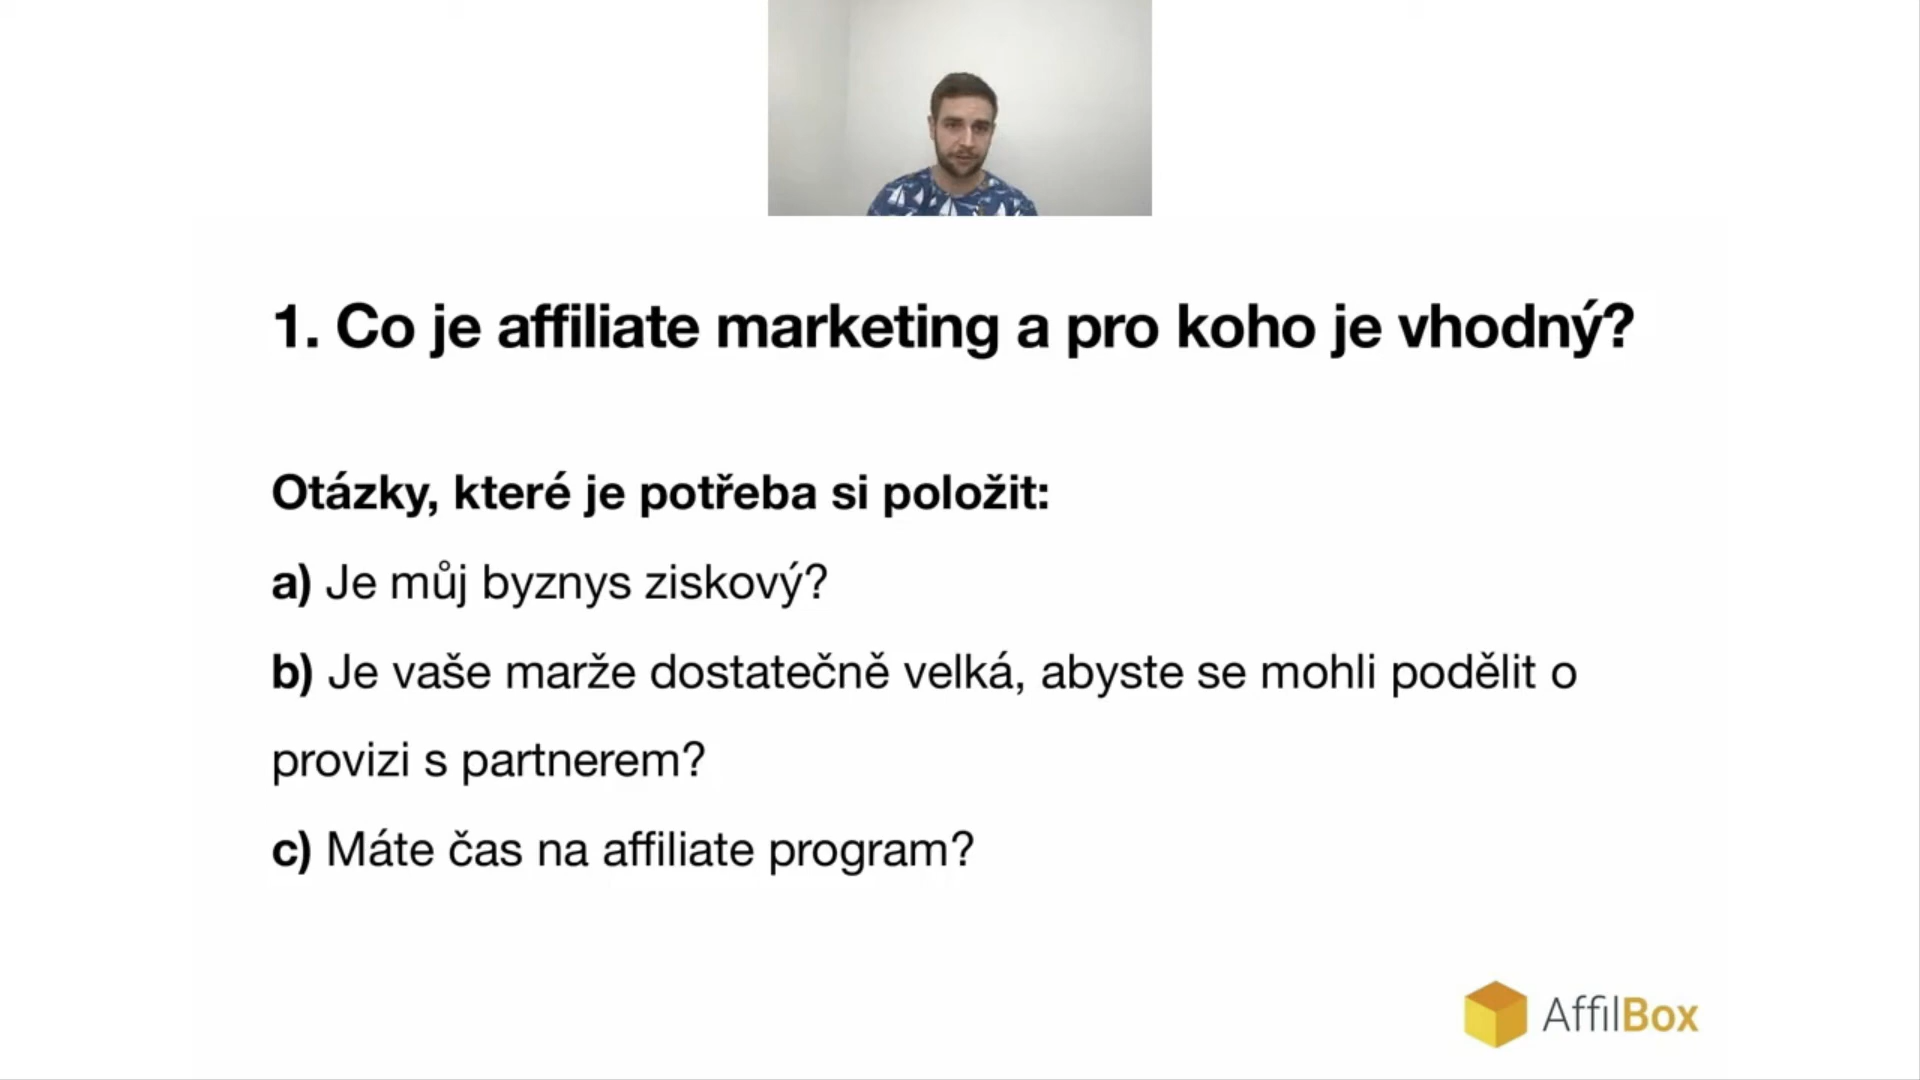 1. Co je affiliate marketing a pro koho je vhodný?
Otázky, které je potřeba si položit:
a) Je můj byznys ziskový?
b) Je vaše marže dostatečně velká, abyste se mohli podělit o
provizi s partnerem?
c) Máte čas na affiliate program?
AffilBox